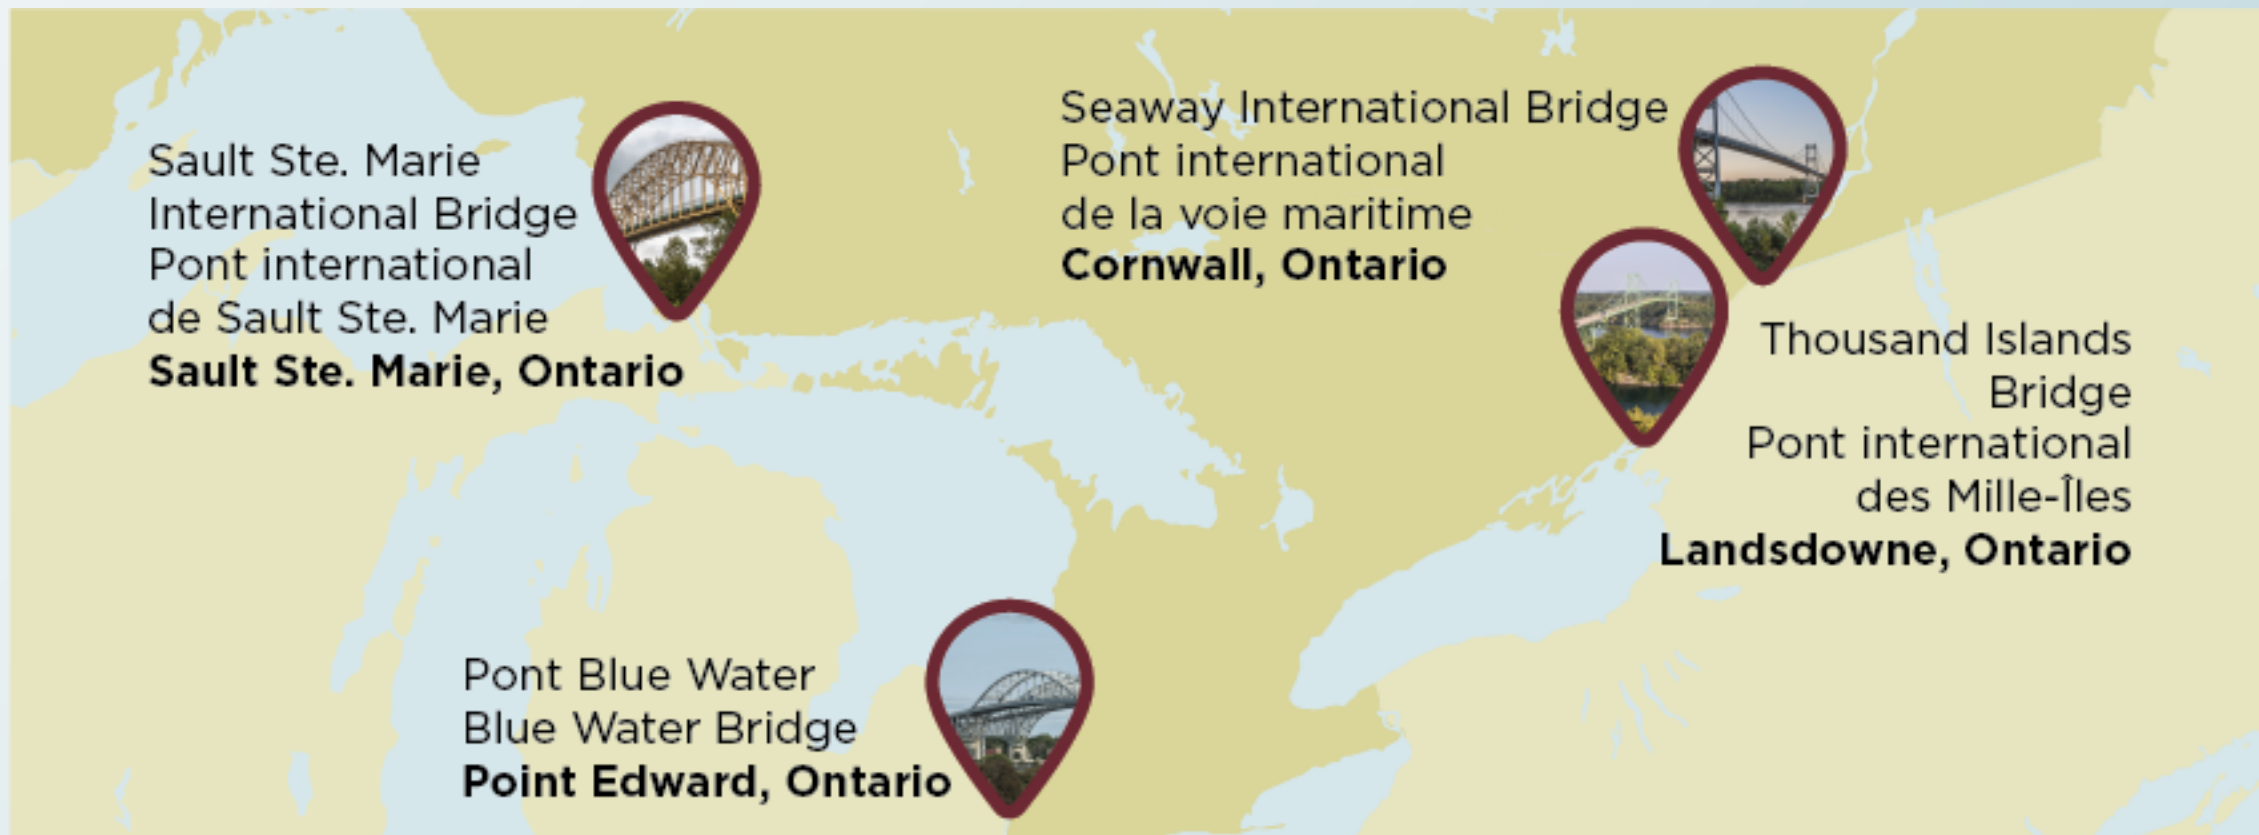 Sault Ste. Marie
International Bridge
Pont international
de Sault Ste. Marie
Sault Ste. Marie, Ontario
Seaway International Bridge
Pont international
de la voie maritime
Cornwall, Ontario
Thousand Islands
Bridge
Pont international
des Mille-Îles
Landsdowne, Ontario
Pont Blue Water
Blue Water Bridge
Point Edward, Ontario